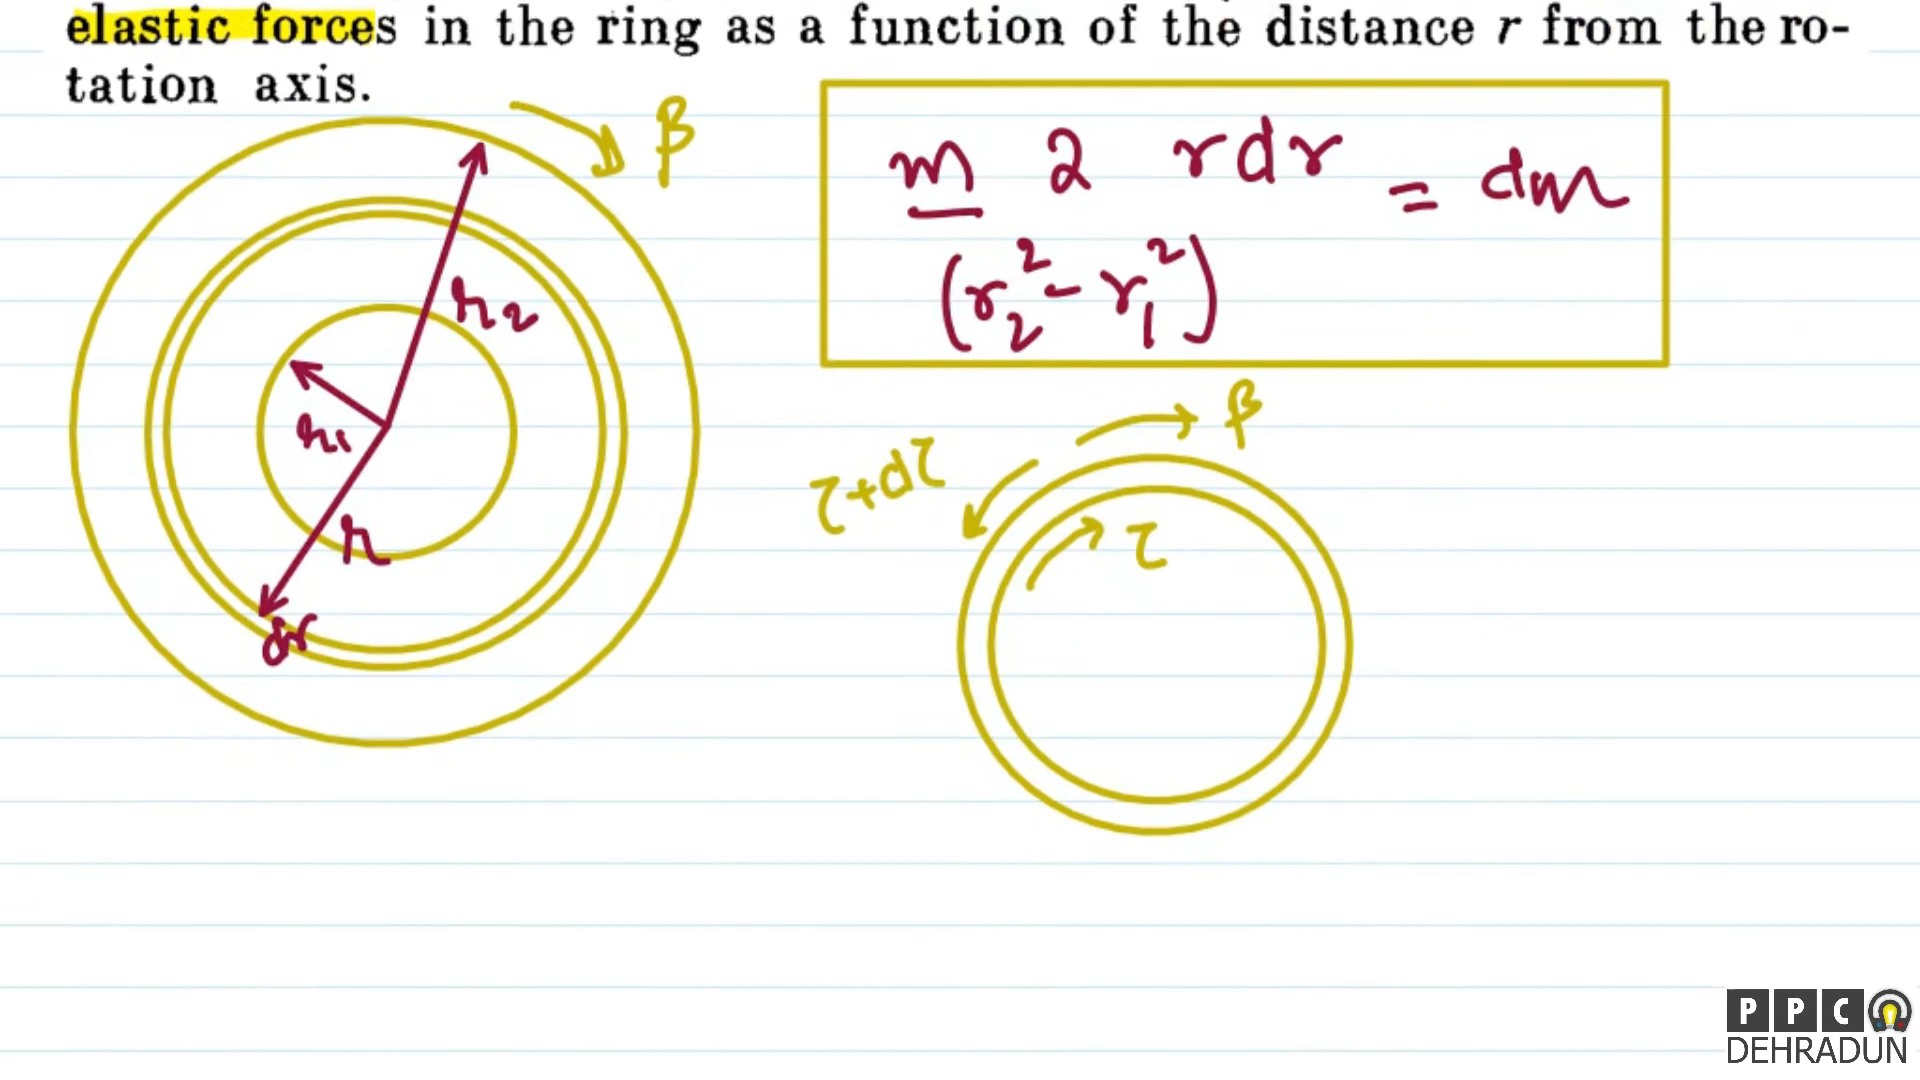 elastic forces in the ring as a function of the distance r from the ro-
tation axis.
β
m 2 rdr = dm
(r₂² - r₁²)
r₂
r₁
r
dr
β
τ+dτ
τ
PPC
DEHRADUN